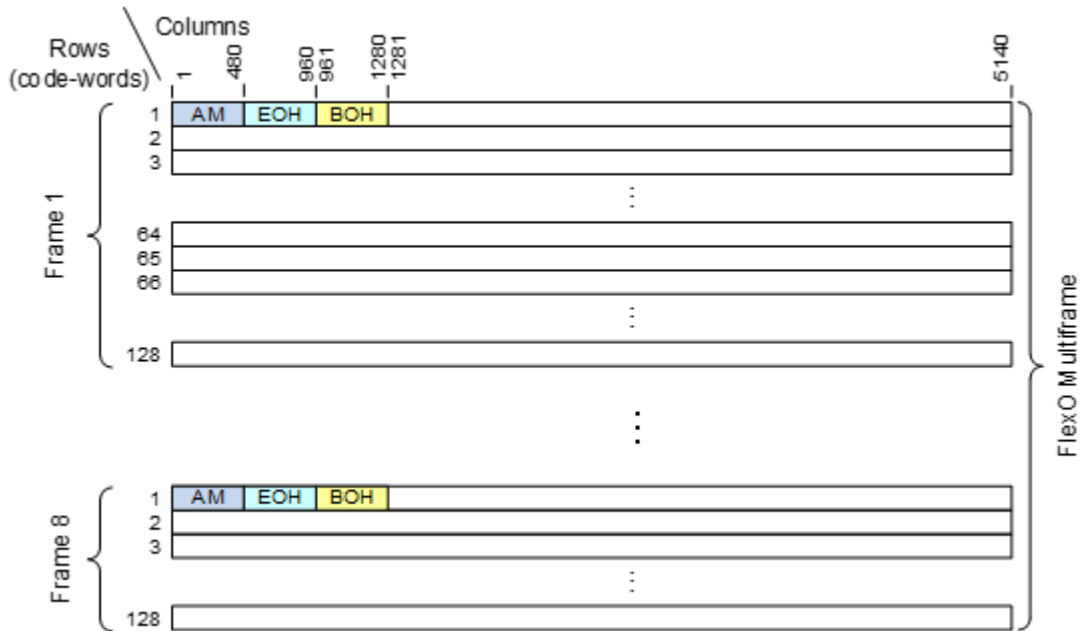 Columns
Rows
(code-words)
1
480
960
961
1280
1281
5140
Frame 1
1 AM EOH BOH
2
3
64
65
66
128
FlexO Multiframe
Frame 8
1 AM EOH BOH
2
3
128